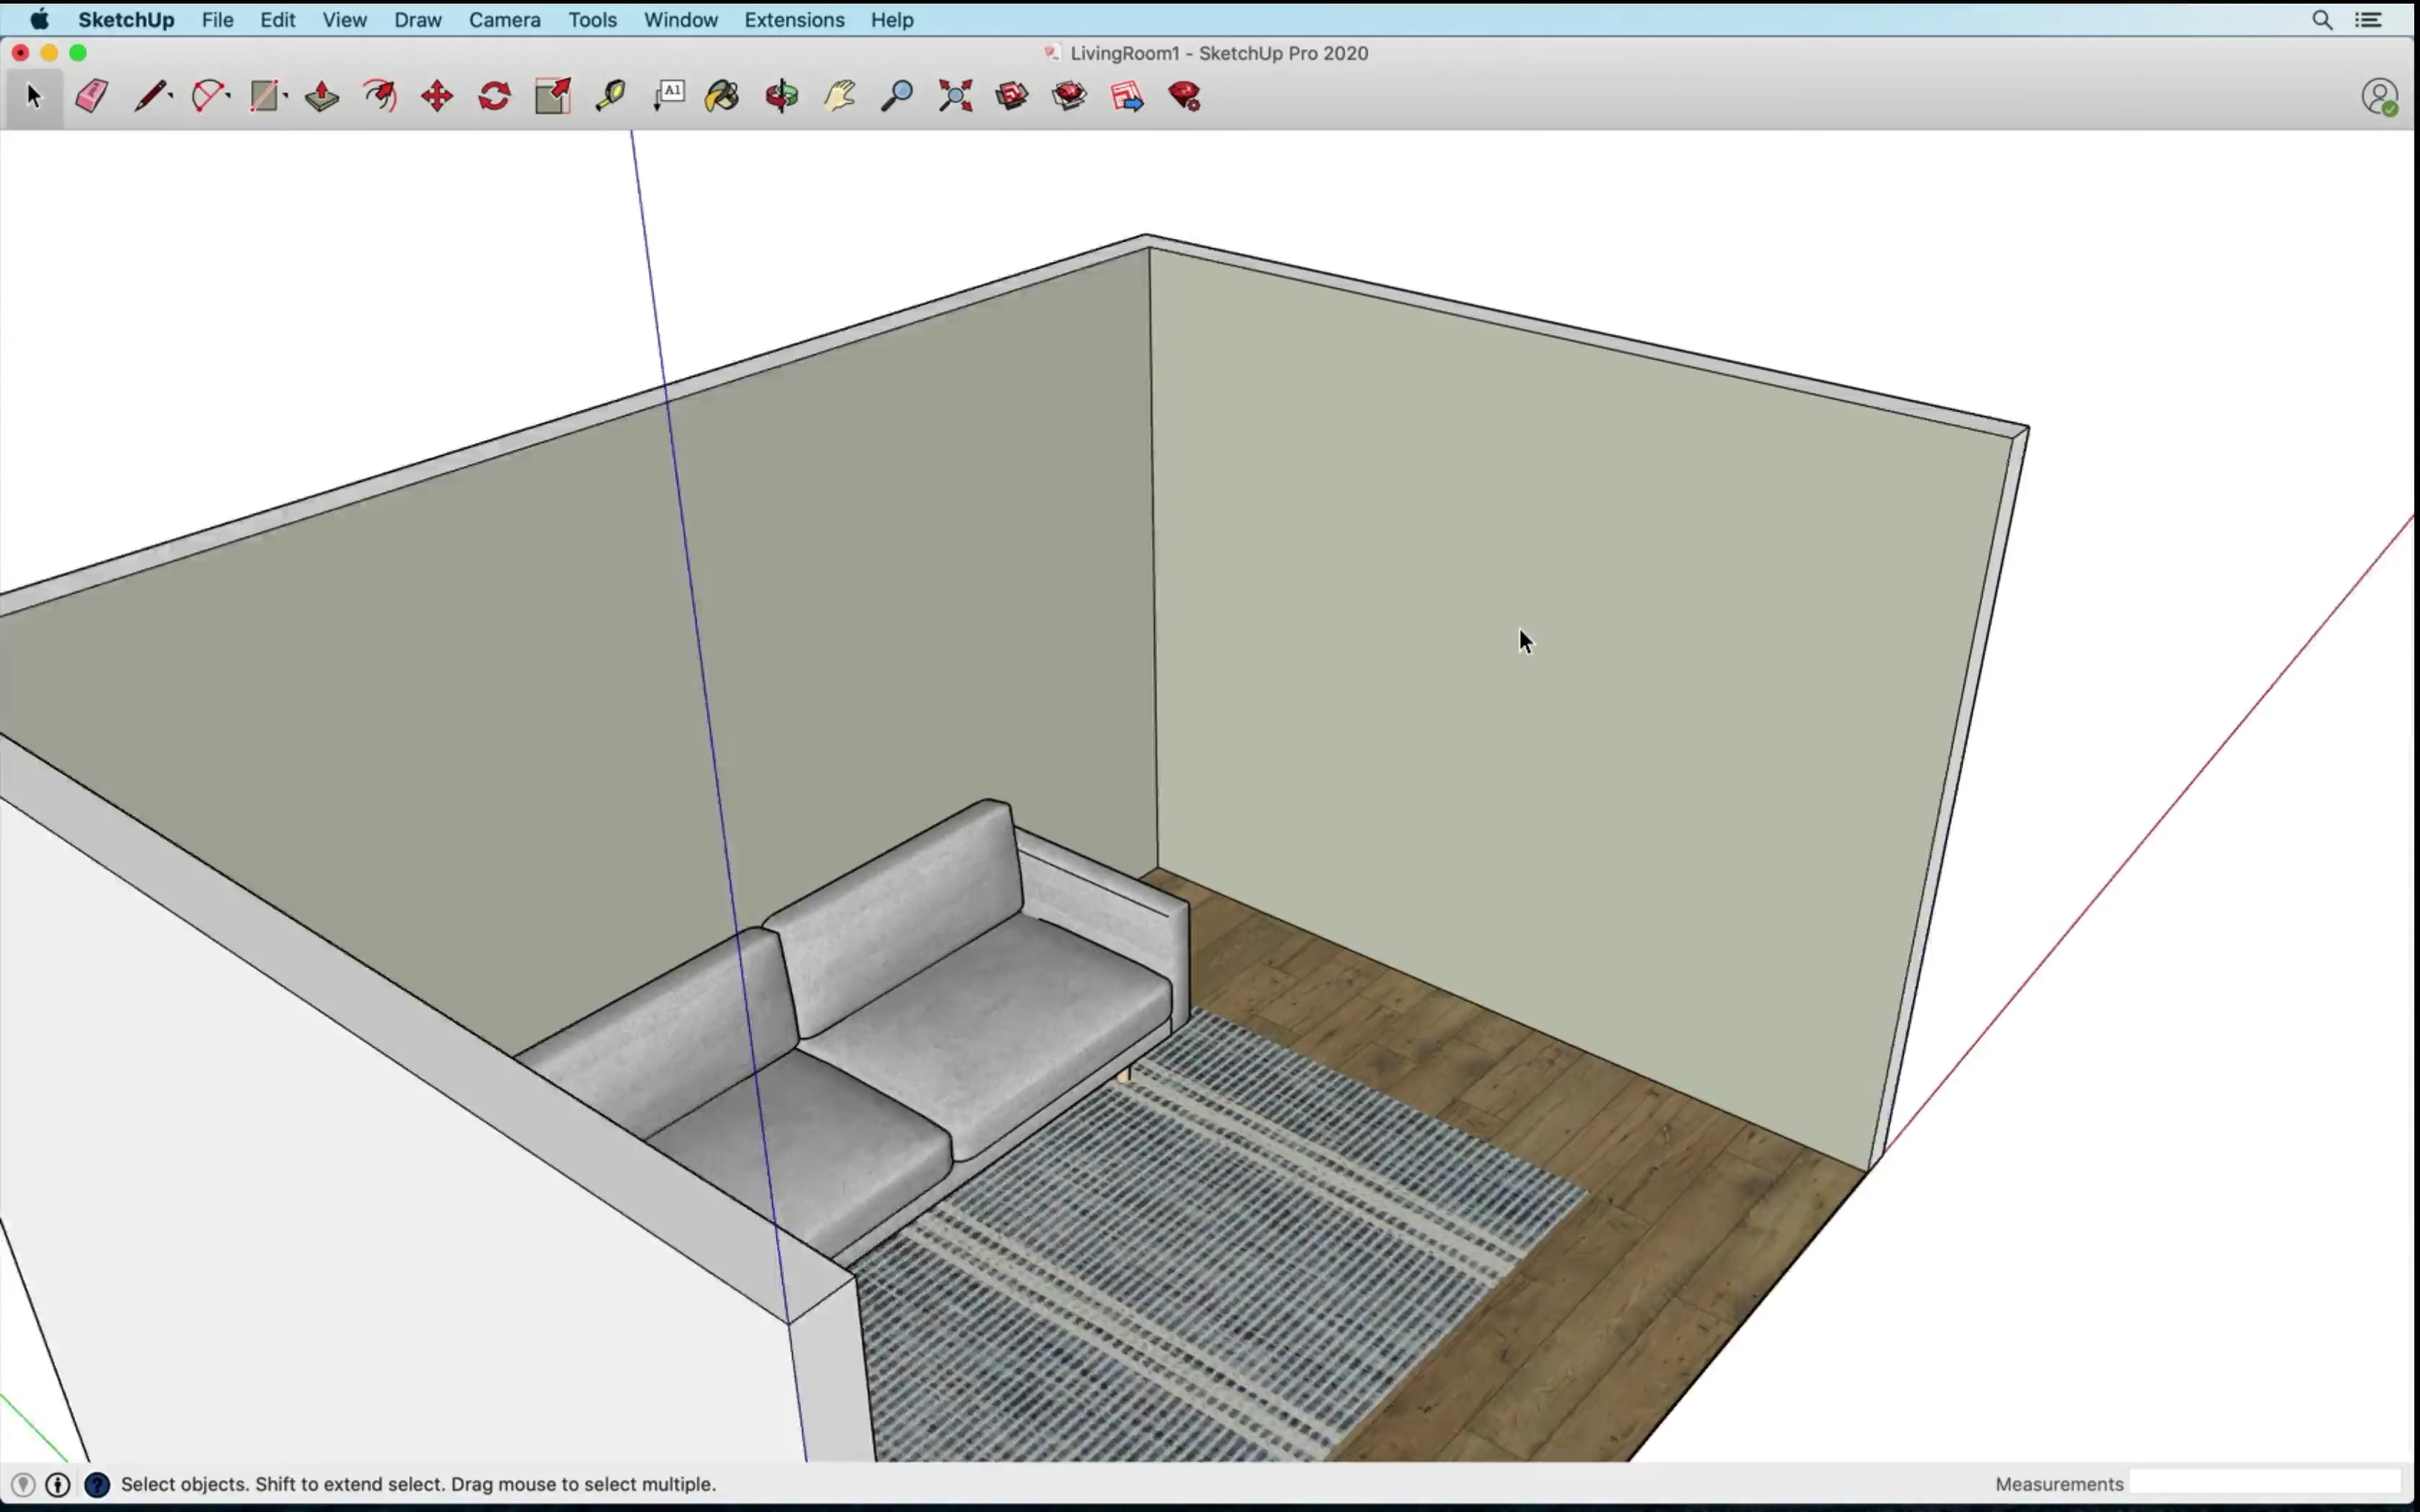 SketchUp File Edit View Draw Camera Tools Window Extensions Help
LivingRoom1 - SketchUp Pro 2020
A1
?
Select objects. Shift to extend select. Drag mouse to select multiple.
Measurements